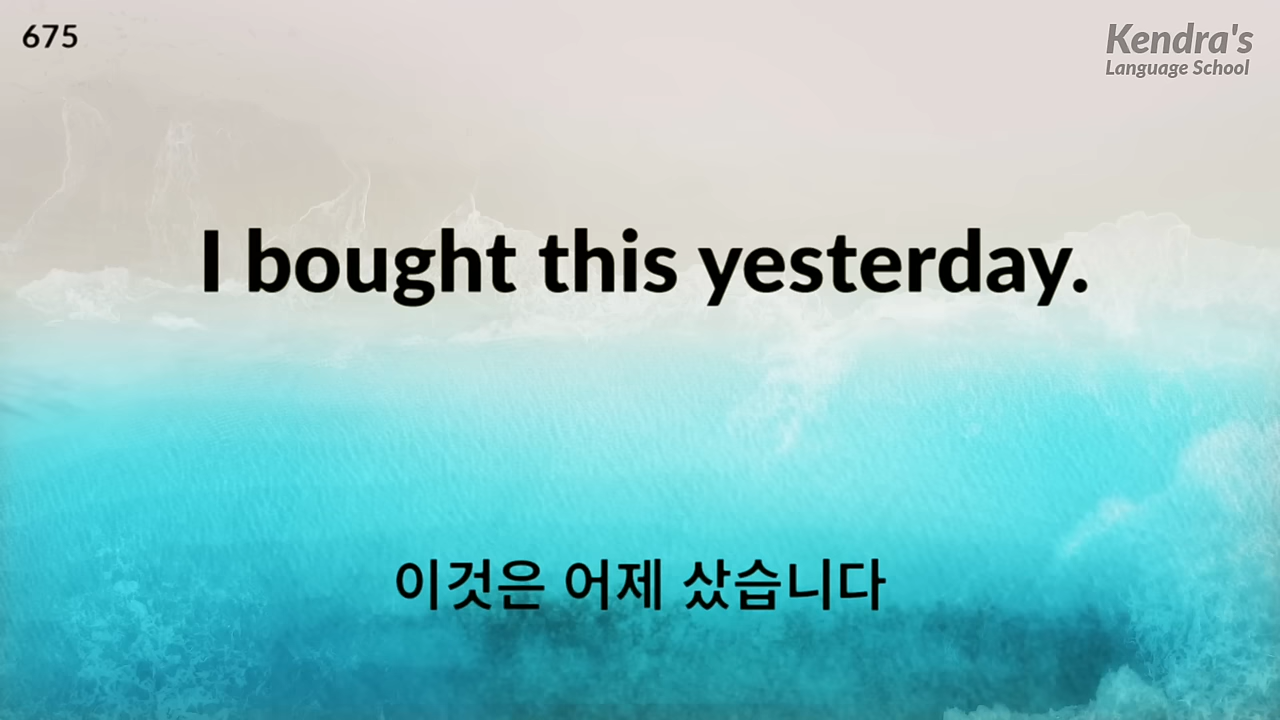 675
Kendra's
Language School
I bought this yesterday.
이것은 어제 샀습니다